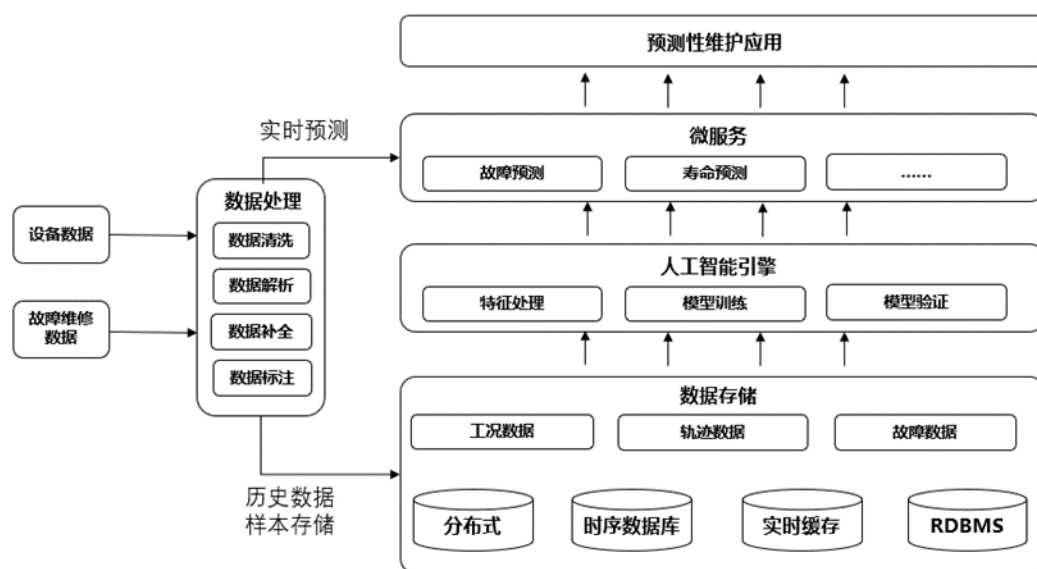 预测性维护应用
实时预测
微服务
故障预测
寿命预测
......
数据处理
设备数据
数据清洗
人工智能引擎
数据解析
特征处理
模型训练
模型验证
故障维修
数据
数据补全
数据标注
数据存储
工况数据
轨迹数据
故障数据
历史数据
样本存储
分布式
时序数据库
实时缓存
RDBMS